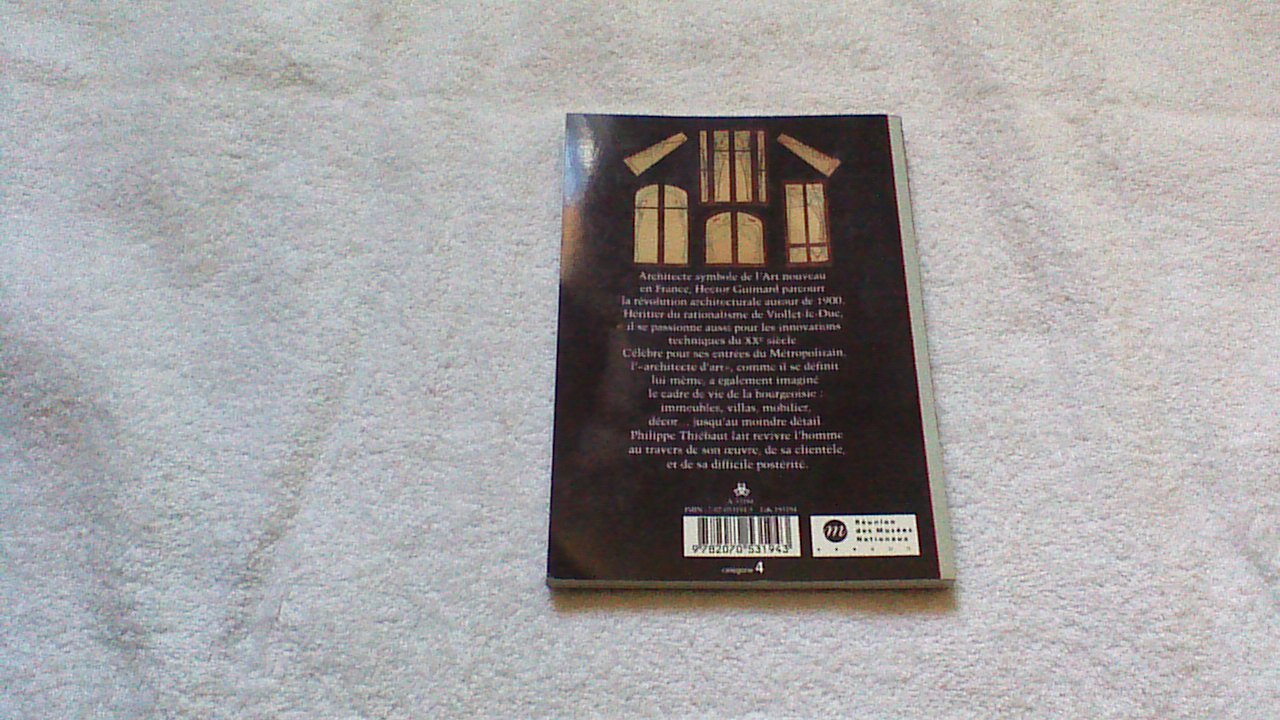 Architecte symbole de l'Art nouveau
en France, Hector Guimard parcourt
la révolution architecturale autour de 1900.
Héritier du rationalisme de Viollet-le-Duc,
il se passionne aussi pour les innovations
techniques du XXe siècle
Célèbre pour ses entrées du Métropolitain,
l'«architecte d'art», comme il se définit
lui même, a également imaginé
le cadre de vie de la bourgeoisie :
immeubles, villas, mobilier,
décor... jusqu'au moindre détail
Philippe Thiébaut fait revivre l'homme
au travers de son œuvre, de sa clientèle,
et de sa difficile postérité.
ISBN
9782070531943
m
Réunion
des Musées
Nationaux
catégorie 4